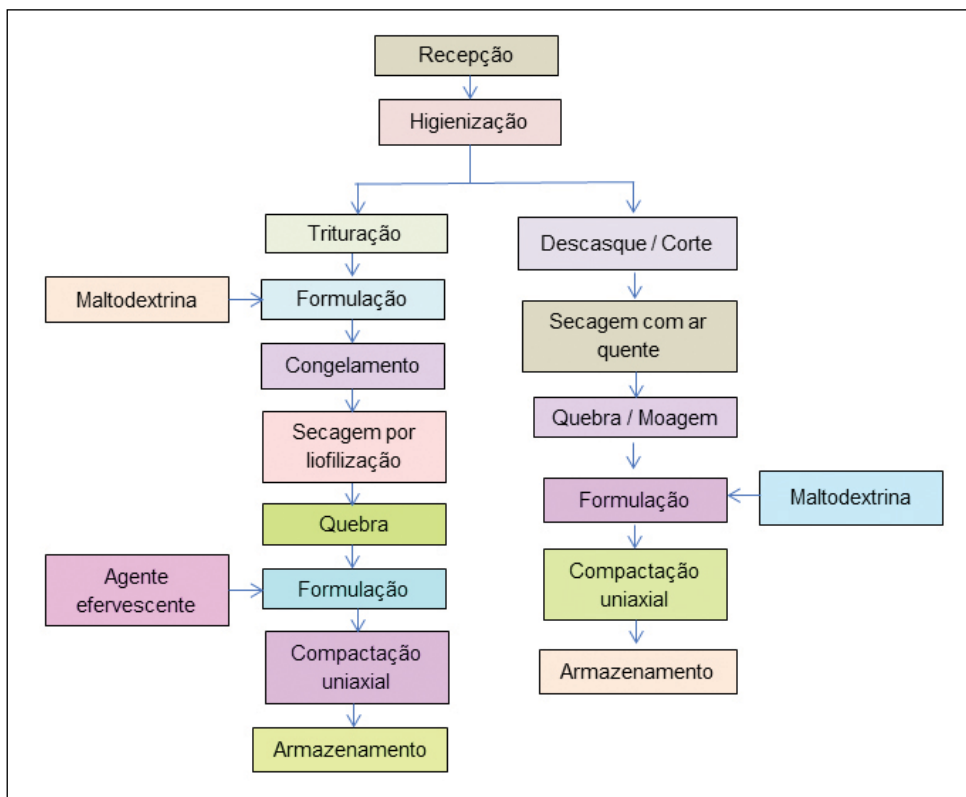 Recepção
Higienização
Trituração
Maltodextrina
Formulação
Congelamento
Secagem por
liofilização
Quebra
Agente
efervescente
Formulação
Compactação
uniaxial
Armazenamento
Descasque / Corte
Secagem com ar
quente
Quebra / Moagem
Formulação
Maltodextrina
Compactação
uniaxial
Armazenamento